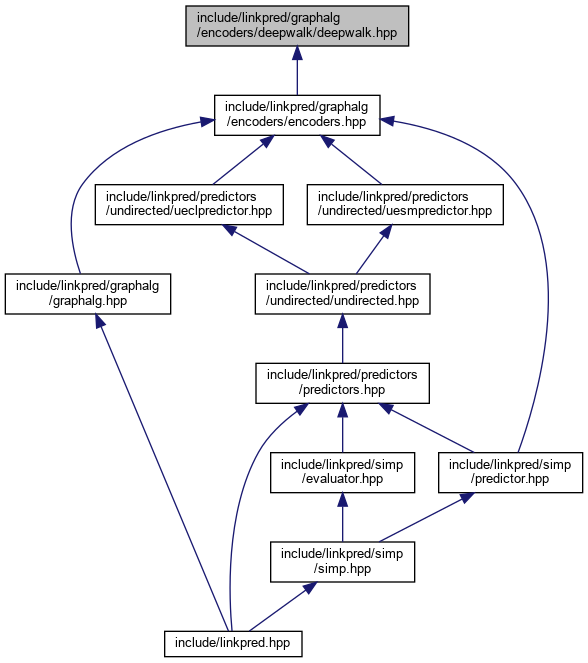 include/linkpred/graphalg
/encoders/deepwalk/deepwalk.hpp
include/linkpred/graphalg
/encoders/encoders.hpp
include/linkpred/predictors
/undirected/ueclpredictor.hpp
include/linkpred/predictors
/undirected/uesmpredictor.hpp
include/linkpred/graphalg
/graphalg.hpp
include/linkpred/predictors
/undirected/undirected.hpp
include/linkpred/predictors
/predictors.hpp
include/linkpred/simp
/evaluator.hpp
include/linkpred/simp
/predictor.hpp
include/linkpred/simp
/simp.hpp
include/linkpred.hpp